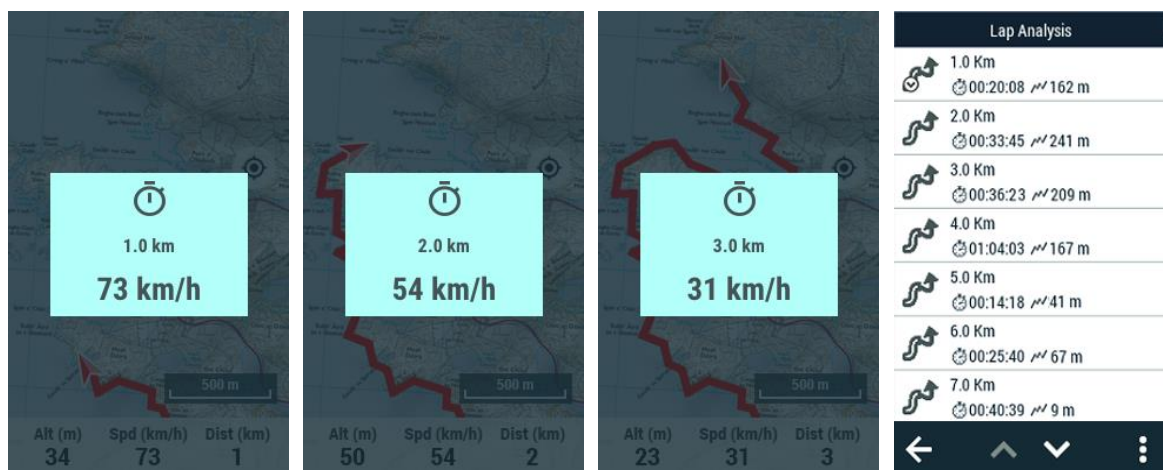 1.0 km
73 km/h
500 m
Alt (m) Spd (km/h) Dist (km)
34 73 1
2.0 km
54 km/h
500 m
Alt (m) Spd (km/h) Dist (km)
50 54 2
3.0 km
31 km/h
500 m
Alt (m) Spd (km/h) Dist (km)
23 31 3
Lap Analysis
1.0 Km
00:20:08 162 m
2.0 Km
00:33:45 241 m
3.0 Km
00:36:23 209 m
4.0 Km
01:04:03 167 m
5.0 Km
00:14:18 41 m
6.0 Km
00:25:40 67 m
7.0 Km
00:40:39 9 m